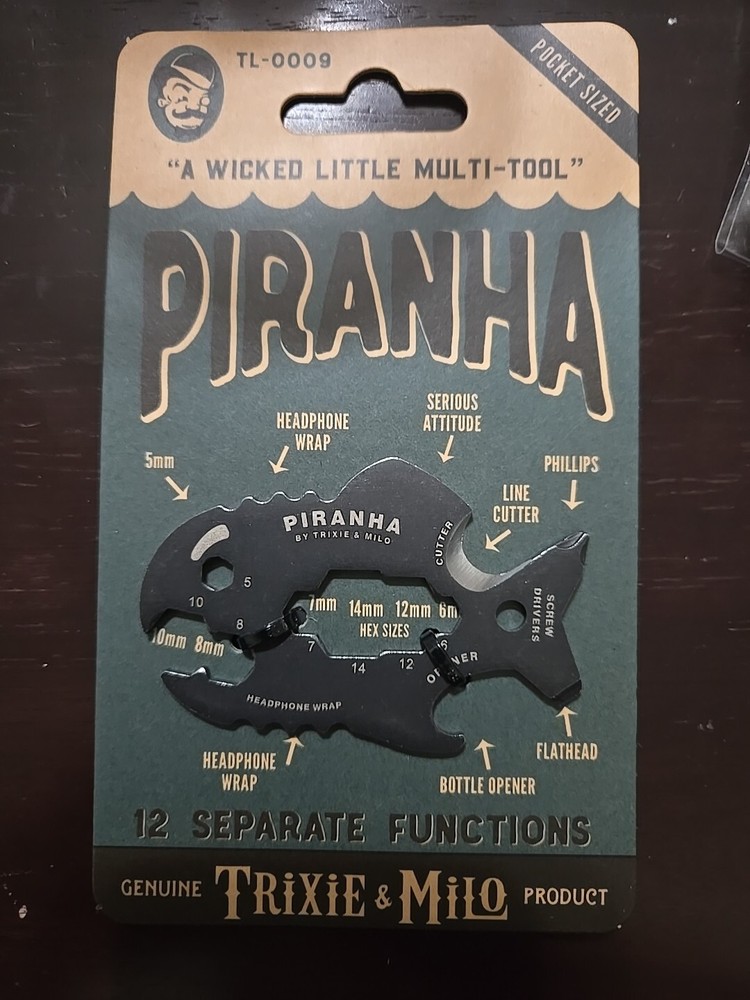 TL-0009
POCKET SIZED
“A WICKED LITTLE MULTI-TOOL”
PIRANHA
SERIOUS
ATTITUDE
HEADPHONE
WRAP
5mm
PHILLIPS
LINE
CUTTER
PIRANHA
BY TRIXIE & MILO
CUTTER
5
10
8
SCREW
DRIVERS
7mm 14mm 12mm
HEX SIZES
10mm 8mm
7
14
12
6
OPENER
HEADPHONE WRAP
HEADPHONE
WRAP
BOTTLE OPENER
FLATHEAD
12 SEPARATE FUNCTIONS
GENUINE TRIXIE & MILO PRODUCT